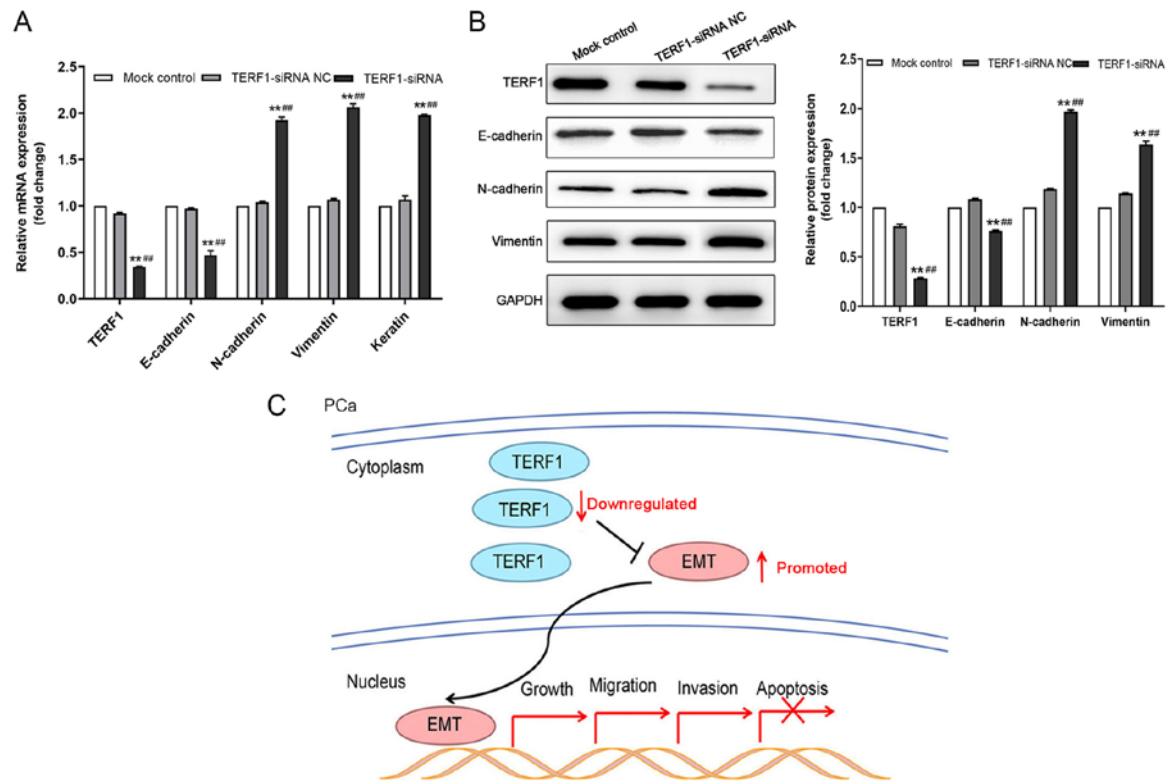 A
Mock control TERF1-siRNA NC TERF1-siRNA
Relative mRNA expression
(fold change)
2.5
2.0
1.5
1.0
0.5
0.0
**##
**##
**##
**##
**##
TERF1
E-cadherin
N-cadherin
Vimentin
Keratin
B
Mock control
TERF1-siRNA NC
TERF1-siRNA
TERF1
E-cadherin
N-cadherin
Vimentin
GAPDH
Mock control TERF1-siRNA NC TERF1-siRNA
Relative protein expression
(fold change)
2.5
2.0
1.5
1.0
0.5
0.0
**##
**##
**##
**##
TERF1 E-cadherin N-cadherin Vimentin
C
PCa
Cytoplasm
TERF1
TERF1
Downregulated
TERF1
EMT
Promoted
Nucleus
Growth Migration Invasion Apoptosis
EMT